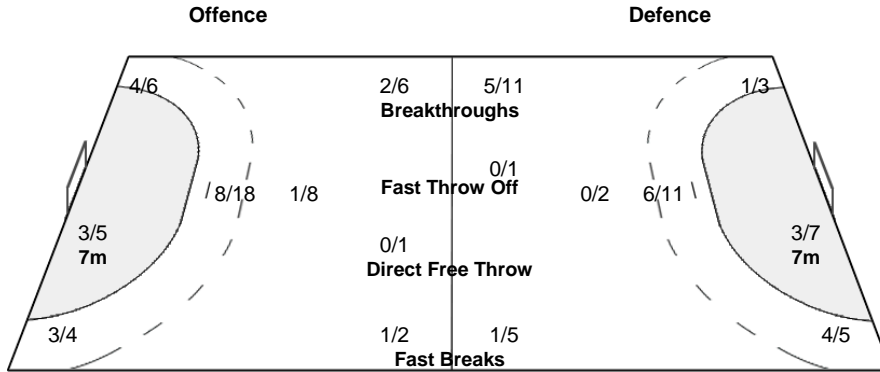 Offence Defence
4/6 2/6 5/11 1/3
Breakthroughs
0/1
Fast Throw Off
8/18 1/8 0/2 6/11
3/5 3/7
7m 7m
0/1
Direct Free Throw
3/4 1/2 1/5 4/5
Fast Breaks